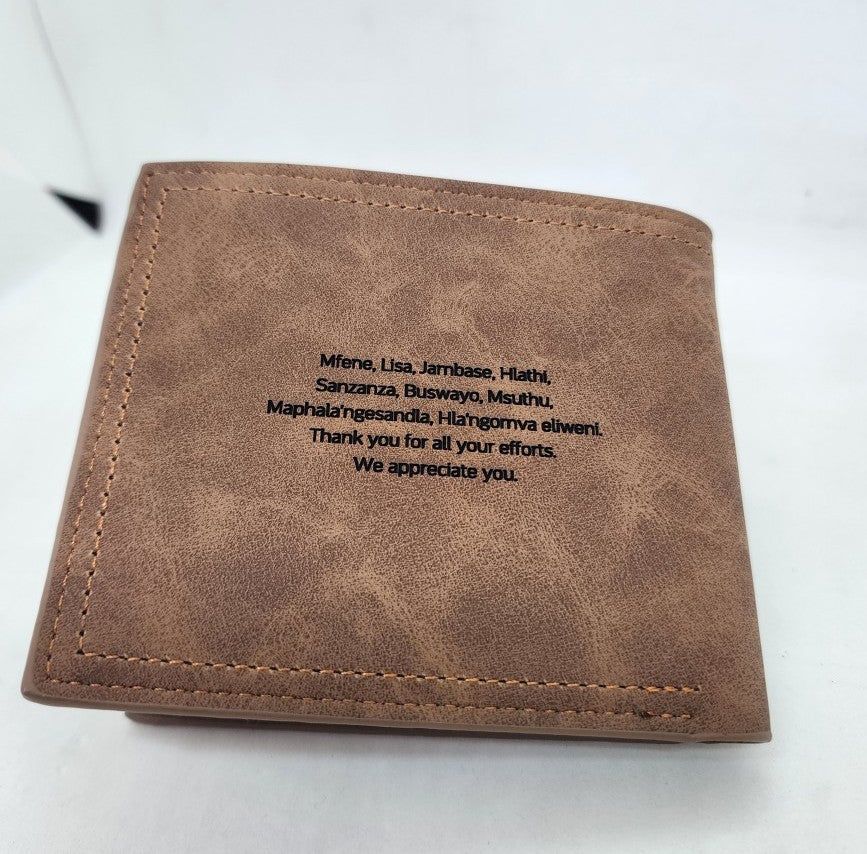 Mfene, Lisa, Jambase, Hlathi,
Sanzanza, Buswayo, Msuthu,
Maphala'ngesandla, Hla'ngomva eliweni.
Thank you for all your efforts.
We appreciate you.